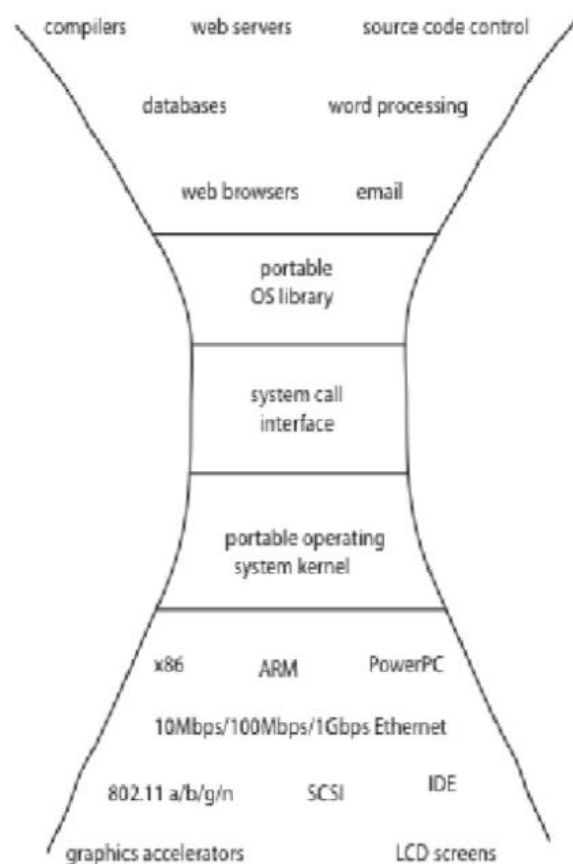 compilers web servers source code control
databases word processing
web browsers email
portable
OS library
system call
interface
portable operating
system kernel
x86 ARM PowerPC
10Mbps/100Mbps/1Gbps Ethernet
802.11 a/b/g/n SCSI IDE
graphics accelerators LCD screens